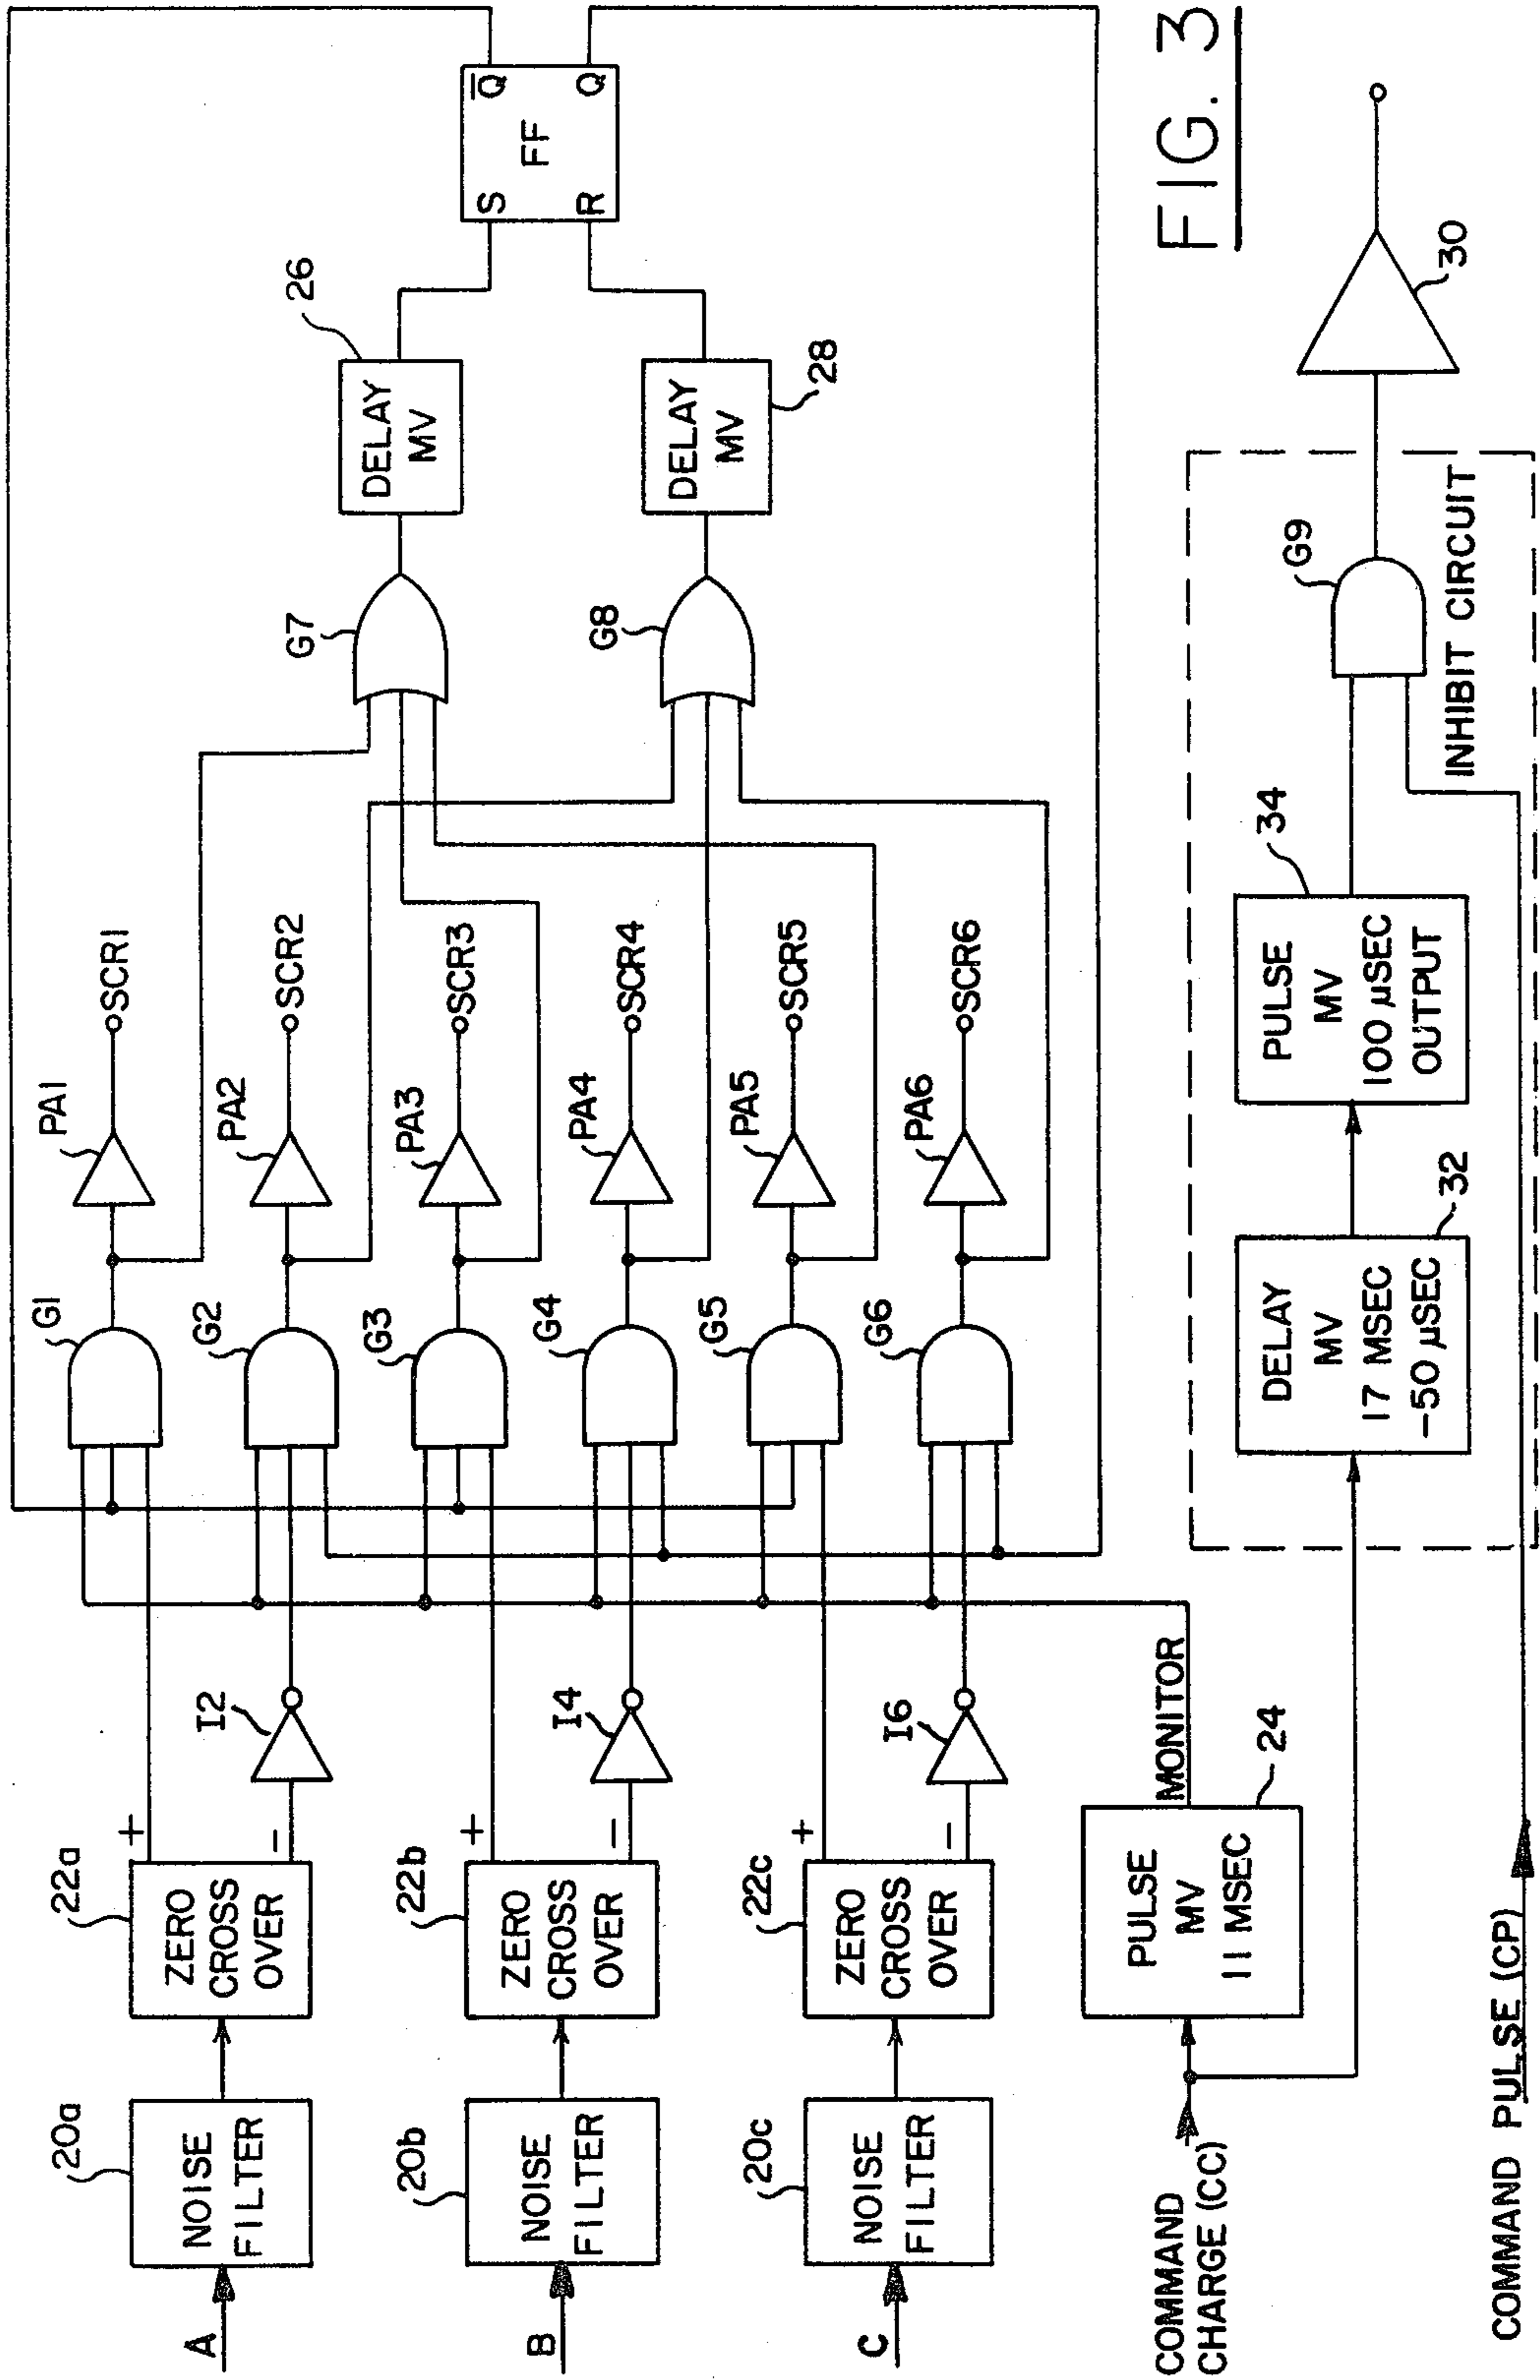 A
NOISE
FILTER
20a
ZERO
CROSS
OVER
22a
+
−
I2
G1
PA1
SCR1
G2
PA2
SCR2
B
NOISE
FILTER
20b
ZERO
CROSS
OVER
22b
+
−
I4
G3
PA3
SCR3
G4
PA4
SCR4
C
NOISE
FILTER
20c
ZERO
CROSS
OVER
22c
+
−
I6
G5
PA5
SCR5
G6
PA6
SCR6
G7
DELAY
MV
26
G8
DELAY
MV
28
S
R
FF
Q̅
Q
COMMAND
CHARGE (CC)
PULSE
MV
11 MSEC
24
MONITOR
DELAY
MV
17 MSEC
-50 µSEC
32
PULSE
MV
100 µSEC
OUTPUT
34
G9
INHIBIT CIRCUIT
30
COMMAND PULSE (CP)
FIG. 3